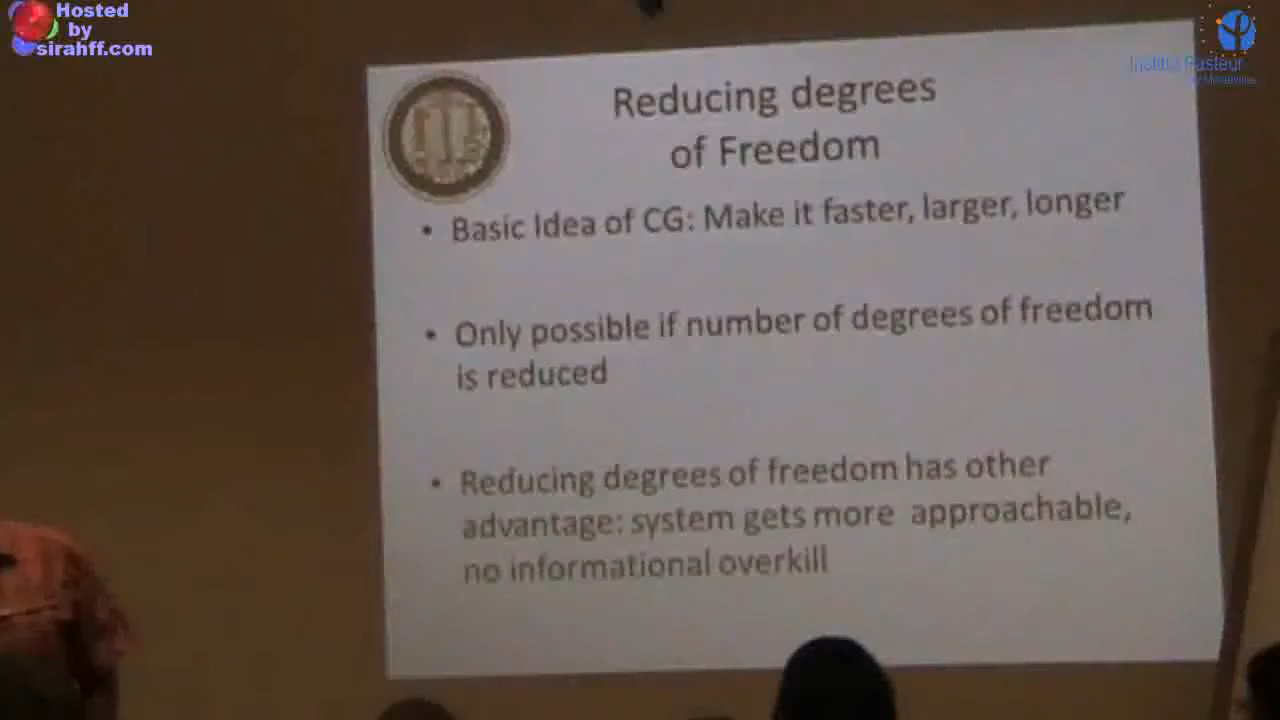 Hosted
by
sirahff.com
Institut Pasteur
Reducing degrees
of Freedom
• Basic Idea of CG: Make it faster, larger, longer
• Only possible if number of degrees of freedom
is reduced
• Reducing degrees of freedom has other
advantage: system gets more approachable,
no informational overkill